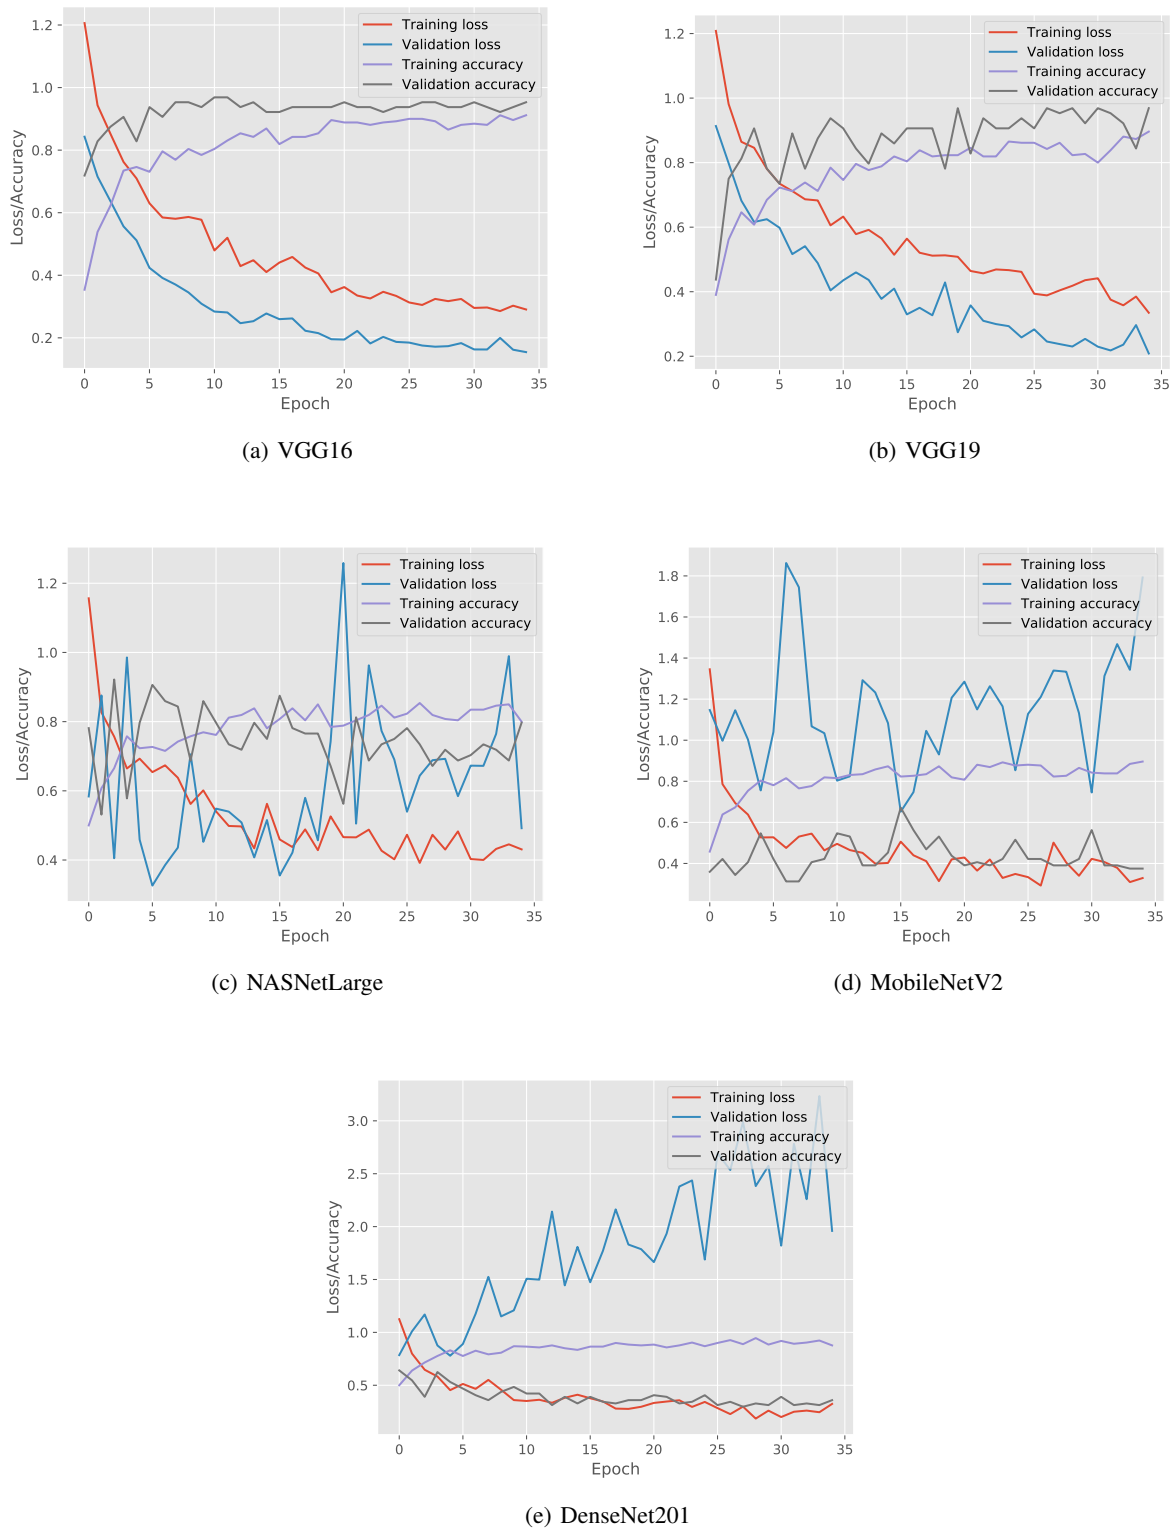 Training loss
Validation loss
Training accuracy
Validation accuracy
Loss/Accuracy
1.2
1.0
0.8
0.6
0.4
0.2
0 5 10 15 20 25 30 35
Epoch
(a) VGG16
Training loss
Validation loss
Training accuracy
Validation accuracy
Loss/Accuracy
1.2
1.0
0.8
0.6
0.4
0.2
0 5 10 15 20 25 30 35
Epoch
(b) VGG19
Training loss
Validation loss
Training accuracy
Validation accuracy
Loss/Accuracy
1.2
1.0
0.8
0.6
0.4
0 5 10 15 20 25 30 35
Epoch
(c) NASNetLarge
Training loss
Validation loss
Training accuracy
Validation accuracy
Loss/Accuracy
1.8
1.6
1.4
1.2
1.0
0.8
0.6
0.4
0 5 10 15 20 25 30 35
Epoch
(d) MobileNetV2
Training loss
Validation loss
Training accuracy
Validation accuracy
Loss/Accuracy
3.0
2.5
2.0
1.5
1.0
0.5
0 5 10 15 20 25 30 35
Epoch
(e) DenseNet201